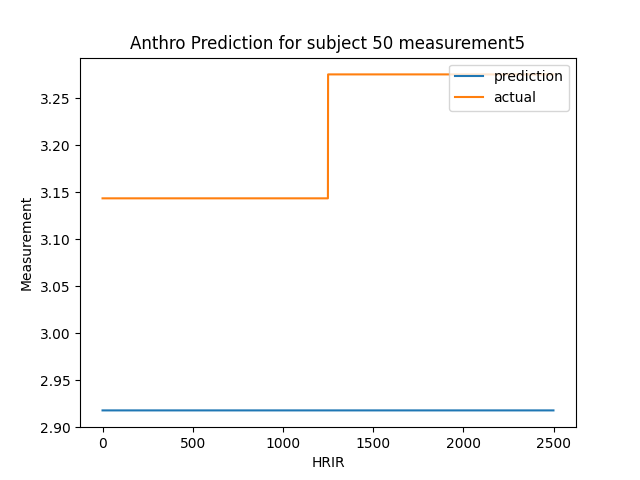 Anthro Prediction for subject 50 measurement5
prediction
actual
3.25
3.20
3.15
3.10
3.05
3.00
2.95
2.90
Measurement
0 500 1000 1500 2000 2500
HRIR